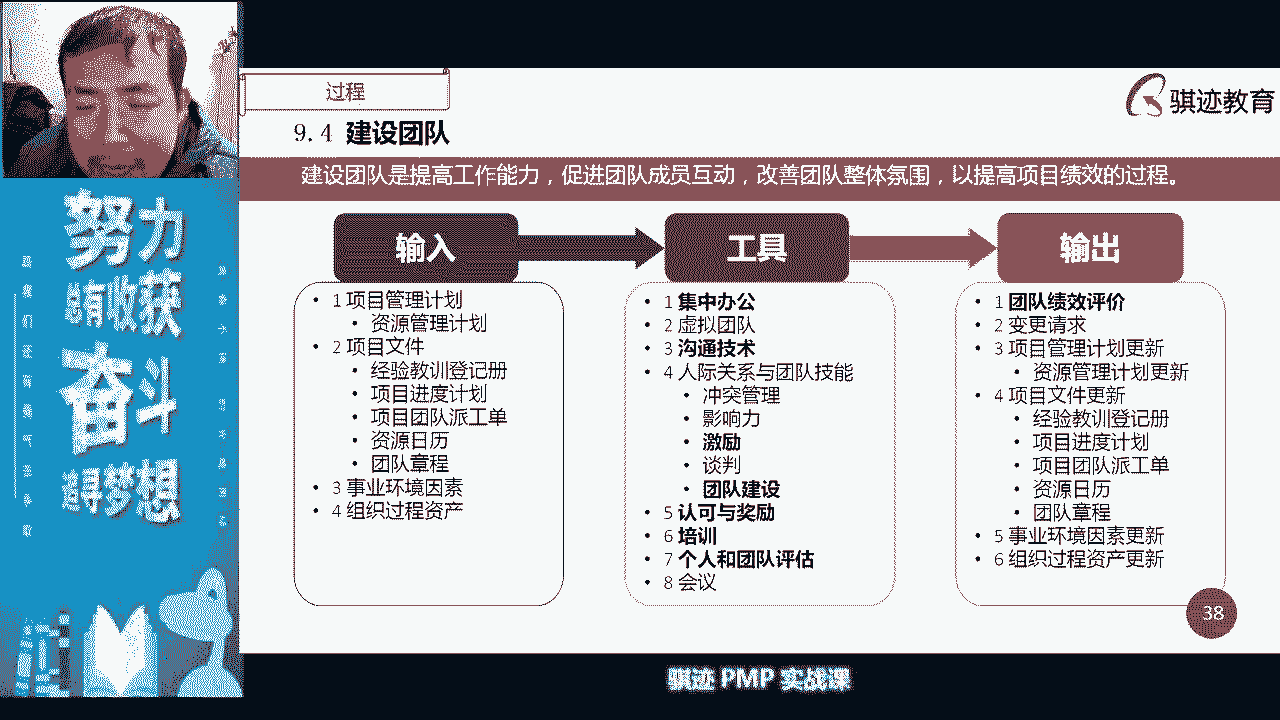 过程
骐迹教育
9.4 建设团队
建设团队是提高工作能力，促进团队成员互动，改善团队整体氛围，以提高项目绩效的过程。
输入
• 1 项目管理计划
• 资源管理计划
• 2 项目文件
• 经验教训登记册
• 项目进度计划
• 项目团队派工单
• 资源日历
• 团队章程
• 3 事业环境因素
• 4 组织过程资产
工具
• 1 集中办公
• 2 虚拟团队
• 3 沟通技术
• 4 人际关系与团队技能
• 冲突管理
• 影响力
• 激励
• 谈判
• 团队建设
• 5 认可与奖励
• 6 培训
• 7 个人和团队评估
• 8 会议
输出
• 1 团队绩效评价
• 2 变更请求
• 3 项目管理计划更新
• 资源管理计划更新
• 4 项目文件更新
• 经验教训登记册
• 项目进度计划
• 项目团队派工单
• 资源日历
• 团队章程
• 5 事业环境因素更新
• 6 组织过程资产更新
38
骐迹 PMP 实战课
努力
总有收获
奋斗
追寻梦想